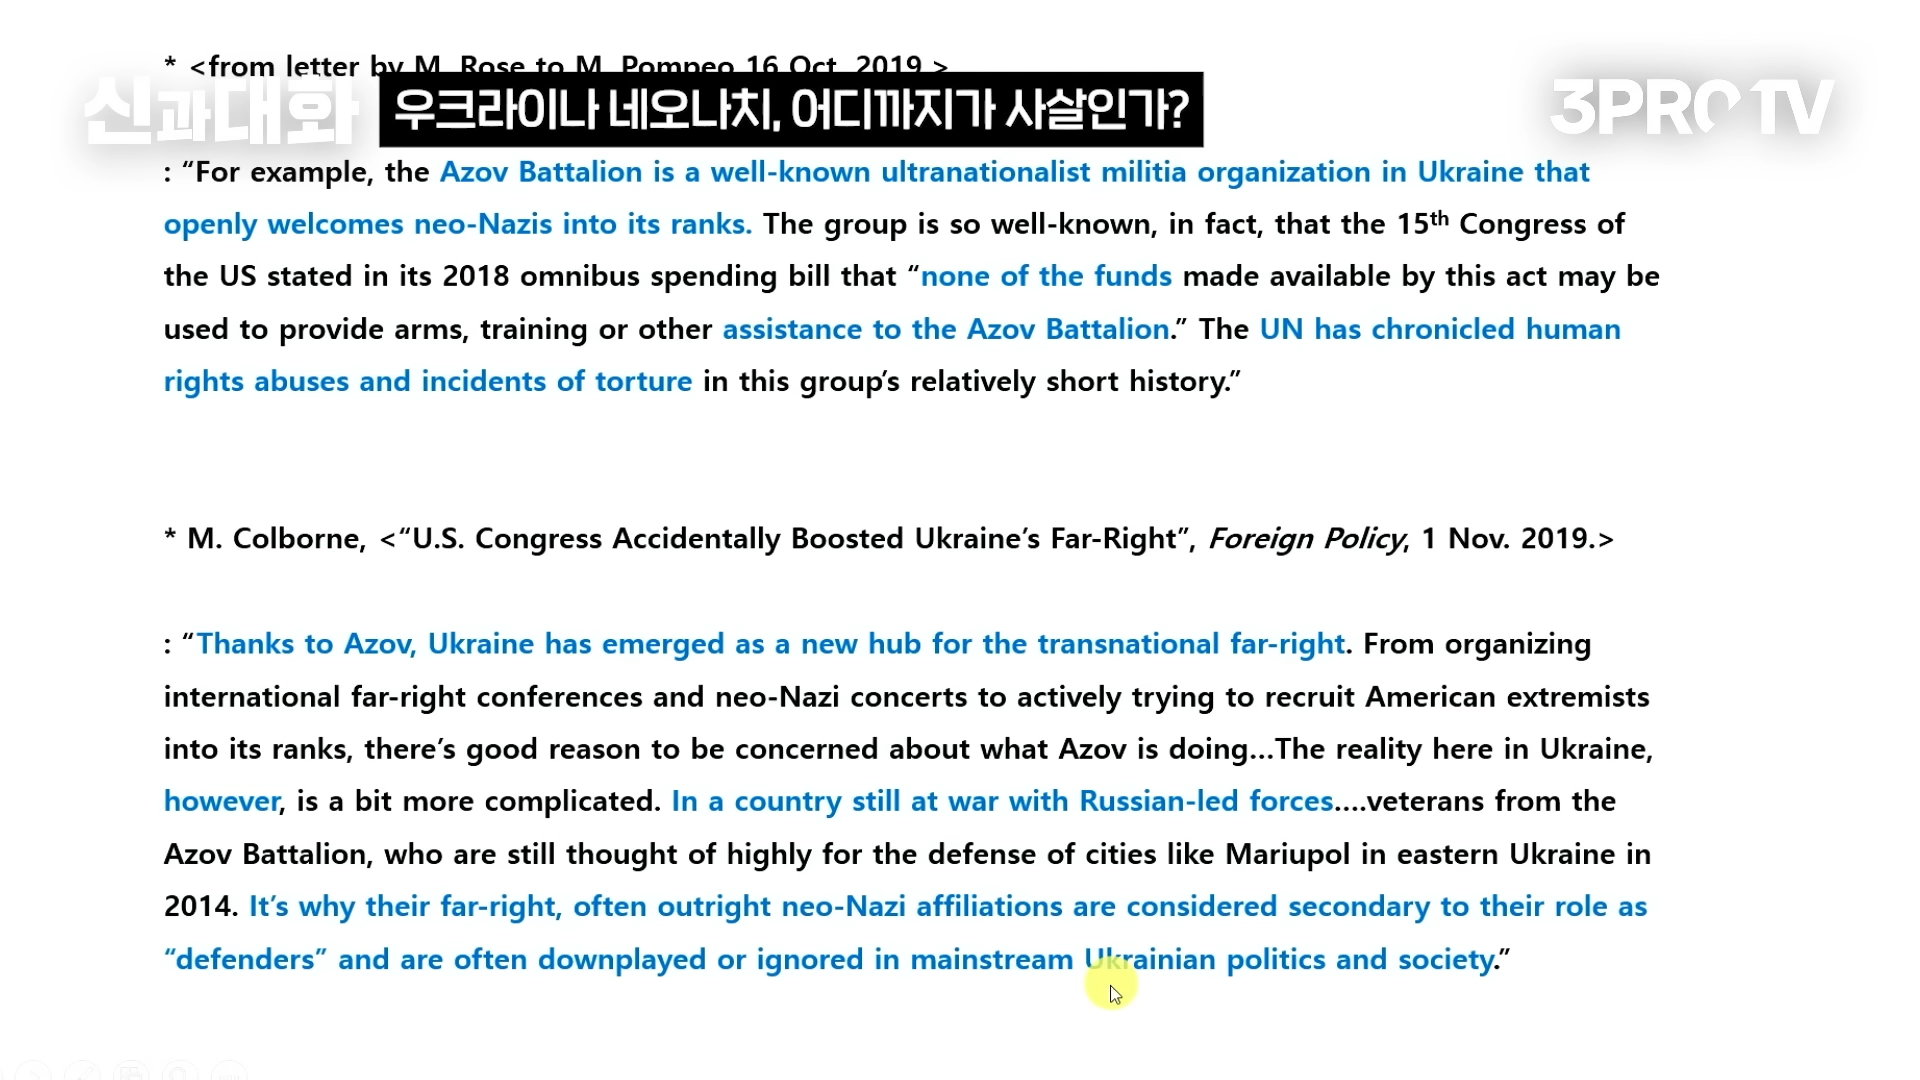 * <from letter by M. Rose to M. Pompeo 16 Oct. 2019.>
신과대화
우크라이나 네오나치, 어디까지가 사살인가?
3PRO TV
: “For example, the Azov Battalion is a well-known ultranationalist militia organization in Ukraine that
openly welcomes neo-Nazis into its ranks. The group is so well-known, in fact, that the 15th Congress of
the US stated in its 2018 omnibus spending bill that “none of the funds made available by this act may be
used to provide arms, training or other assistance to the Azov Battalion.” The UN has chronicled human
rights abuses and incidents of torture in this group’s relatively short history.”
* M. Colborne, <“U.S. Congress Accidentally Boosted Ukraine’s Far-Right”, Foreign Policy, 1 Nov. 2019.>
: “Thanks to Azov, Ukraine has emerged as a new hub for the transnational far-right. From organizing
international far-right conferences and neo-Nazi concerts to actively trying to recruit American extremists
into its ranks, there’s good reason to be concerned about what Azov is doing…The reality here in Ukraine,
however, is a bit more complicated. In a country still at war with Russian-led forces….veterans from the
Azov Battalion, who are still thought of highly for the defense of cities like Mariupol in eastern Ukraine in
2014. It’s why their far-right, often outright neo-Nazi affiliations are considered secondary to their role as
“defenders” and are often downplayed or ignored in mainstream Ukrainian politics and society.”